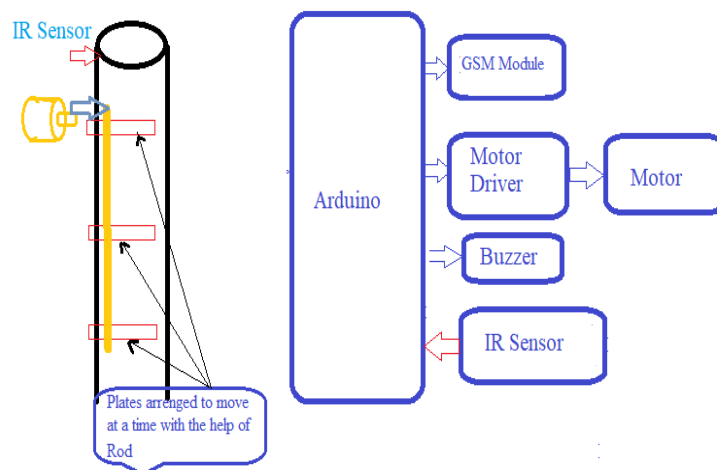 IR Sensor
Plates arranged to move
at a time with the help of
Rod
Arduino
GSM Module
Motor
Driver
Motor
Buzzer
IR Sensor